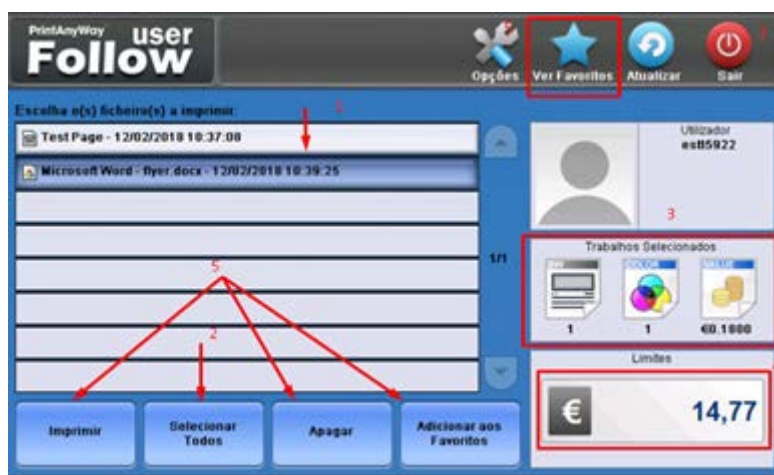 PrintAnyWay user
Follow
Opções
Ver Favoritos
Atualizar
Sair
Escolha o(s) ficheiro(s) a imprimir:
Test Page - 12/02/2018 10:37:08
Microsoft Word - flyer.docx - 12/02/2018 10:39:25
1/1
Utilizador
es85922
3
Trabalhos Selecionados
COLOR
VALUE
1
1
€0.1800
Limites
€
14,77
5
2
Imprimir
Selecionar
Todos
Apagar
Adicionar aos
Favoritos